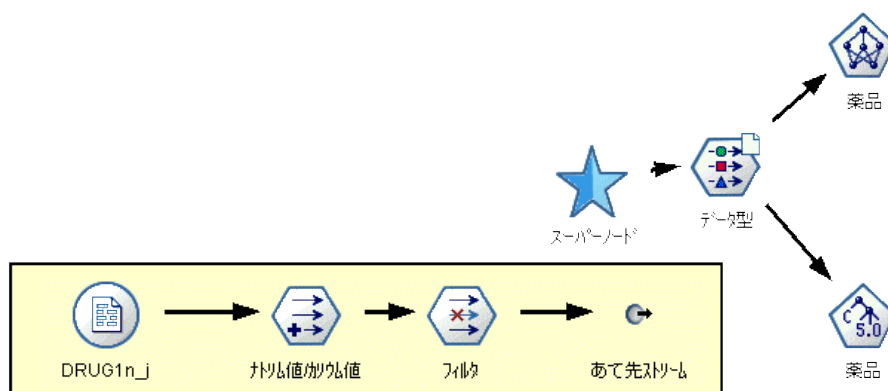 薬品
スーパーノード
データ型
DRUG1n_j
ナトリム値/カリウム値
フィルタ
あて先ストリーム
C 5.0
薬品